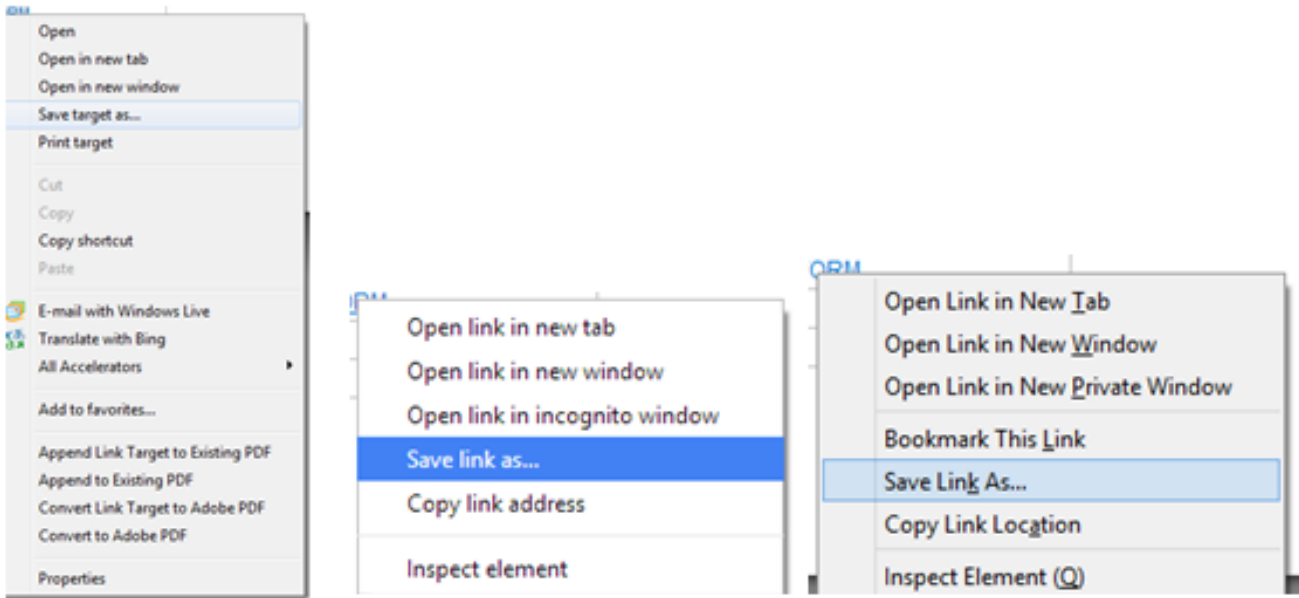 Open
Open in new tab
Open in new window
Save target as...
Print target
Cut
Copy
Copy shortcut
Paste
E-mail with Windows Live
Translate with Bing
All Accelerators
Add to favorites...
Append Link Target to Existing PDF
Append to Existing PDF
Convert Link Target to Adobe PDF
Convert to Adobe PDF
Properties
Open link in new tab
Open link in new window
Open link in incognito window
Save link as...
Copy link address
Inspect element
ORM
Open Link in New Tab
Open Link in New Window
Open Link in New Private Window
Bookmark This Link
Save Link As...
Copy Link Location
Inspect Element (Q)